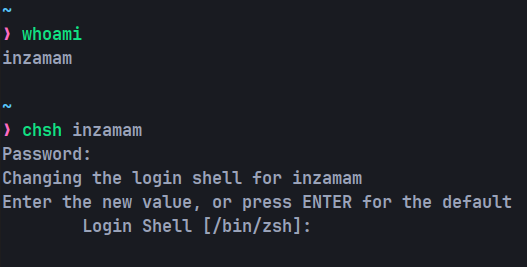 ~
❯ whoami
inzamam
~
❯ chsh inzamam
Password:
Changing the login shell for inzamam
Enter the new value, or press ENTER for the default
Login Shell [/bin/zsh]: